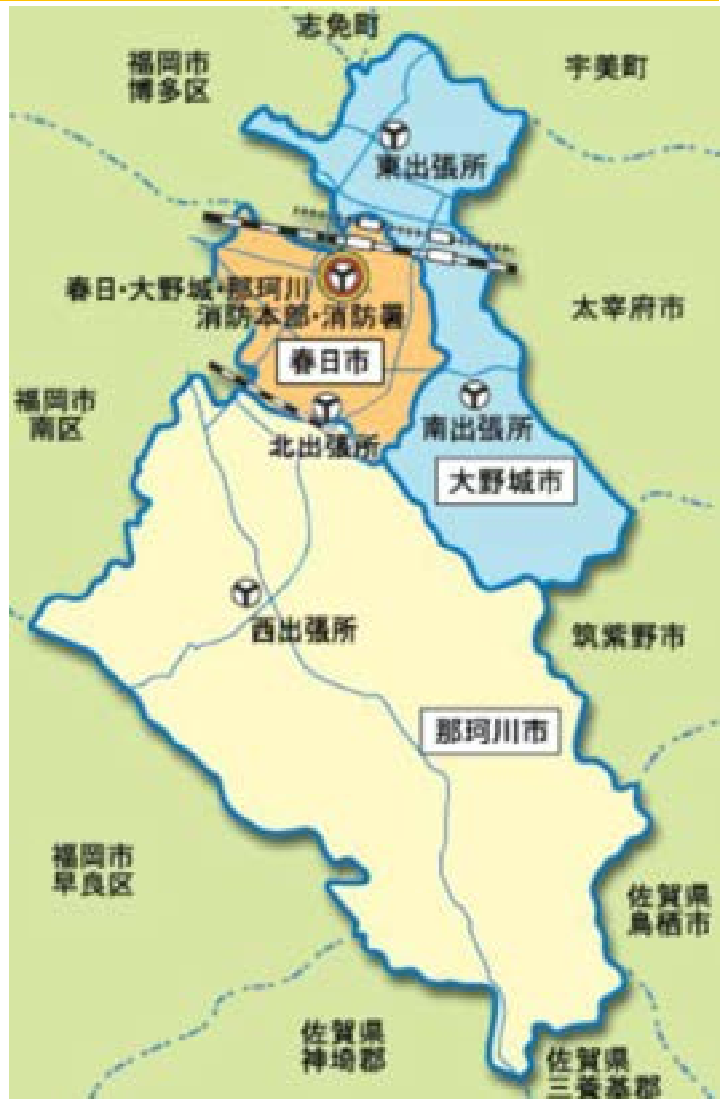 志免町
福岡市
博多区
宇美町
東出張所
春日・大野城・那珂川
消防本部・消防署
太宰府市
春日市
福岡市
南区
北出張所
南出張所
大野城市
西出張所
筑紫野市
那珂川市
福岡市
早良区
佐賀県
鳥栖市
佐賀県
神埼郡
佐賀県
三養基郡